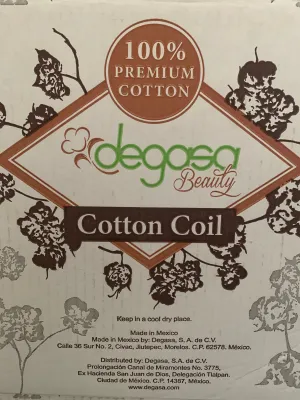 100%
PREMIUM
COTTON
degasa
Beauty
Cotton Coil
Keep in a cool dry place.
Made in Mexico
Made in Mexico by: Degasa, S. A. de C.V.
Calle 36 Sur No. 2, Civac, Jiutepec, Morelos. C.P. 62578, México.
Distributed by: Degasa, S.A. de C.V.
Prolongación Canal de Miramontes No. 3775,
Ex Hacienda San Juan de Dios, Delegación Tlalpan.
Ciudad de México. C.P. 14387, México.
www.degasa.com